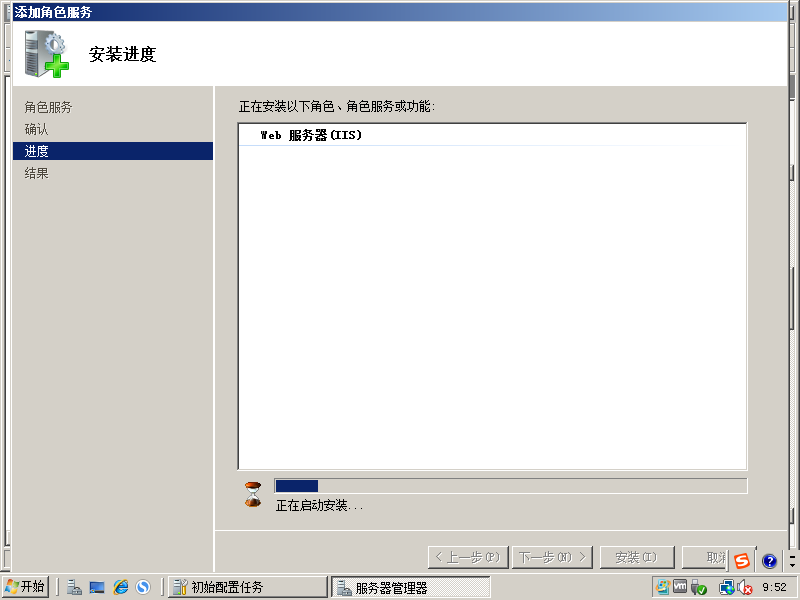 添加角色服务
安装进度
角色服务
确认
进度
结果
正在安装以下角色、角色服务或功能:
Web 服务器(IIS)
正在启动安装...
< 上一步(P)
下一步(N) >
安装(I)
取消
开始
初始配置任务
服务器管理器
9:52